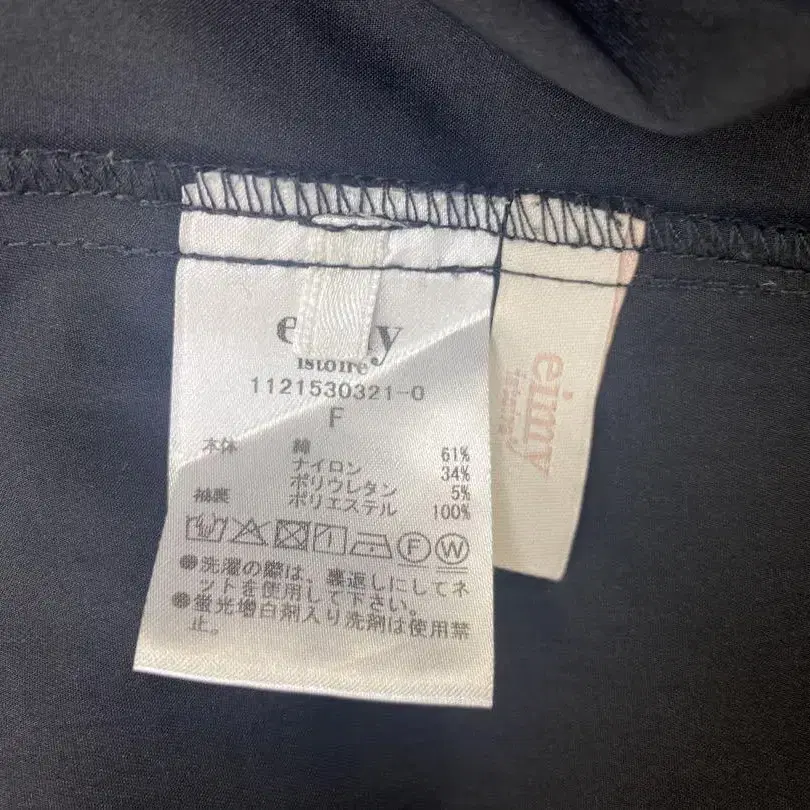 eimy
istoire
1121530321-0
F
本体 綿 61%
ナイロン 34%
ポリウレタン 5%
袖裏 ポリエステル 100%
F W
●洗濯の際は、裏返しにしてネ
ットを使用して下さい。
●蛍光増白剤入り洗剤は使用禁
止。
eimy
istoire